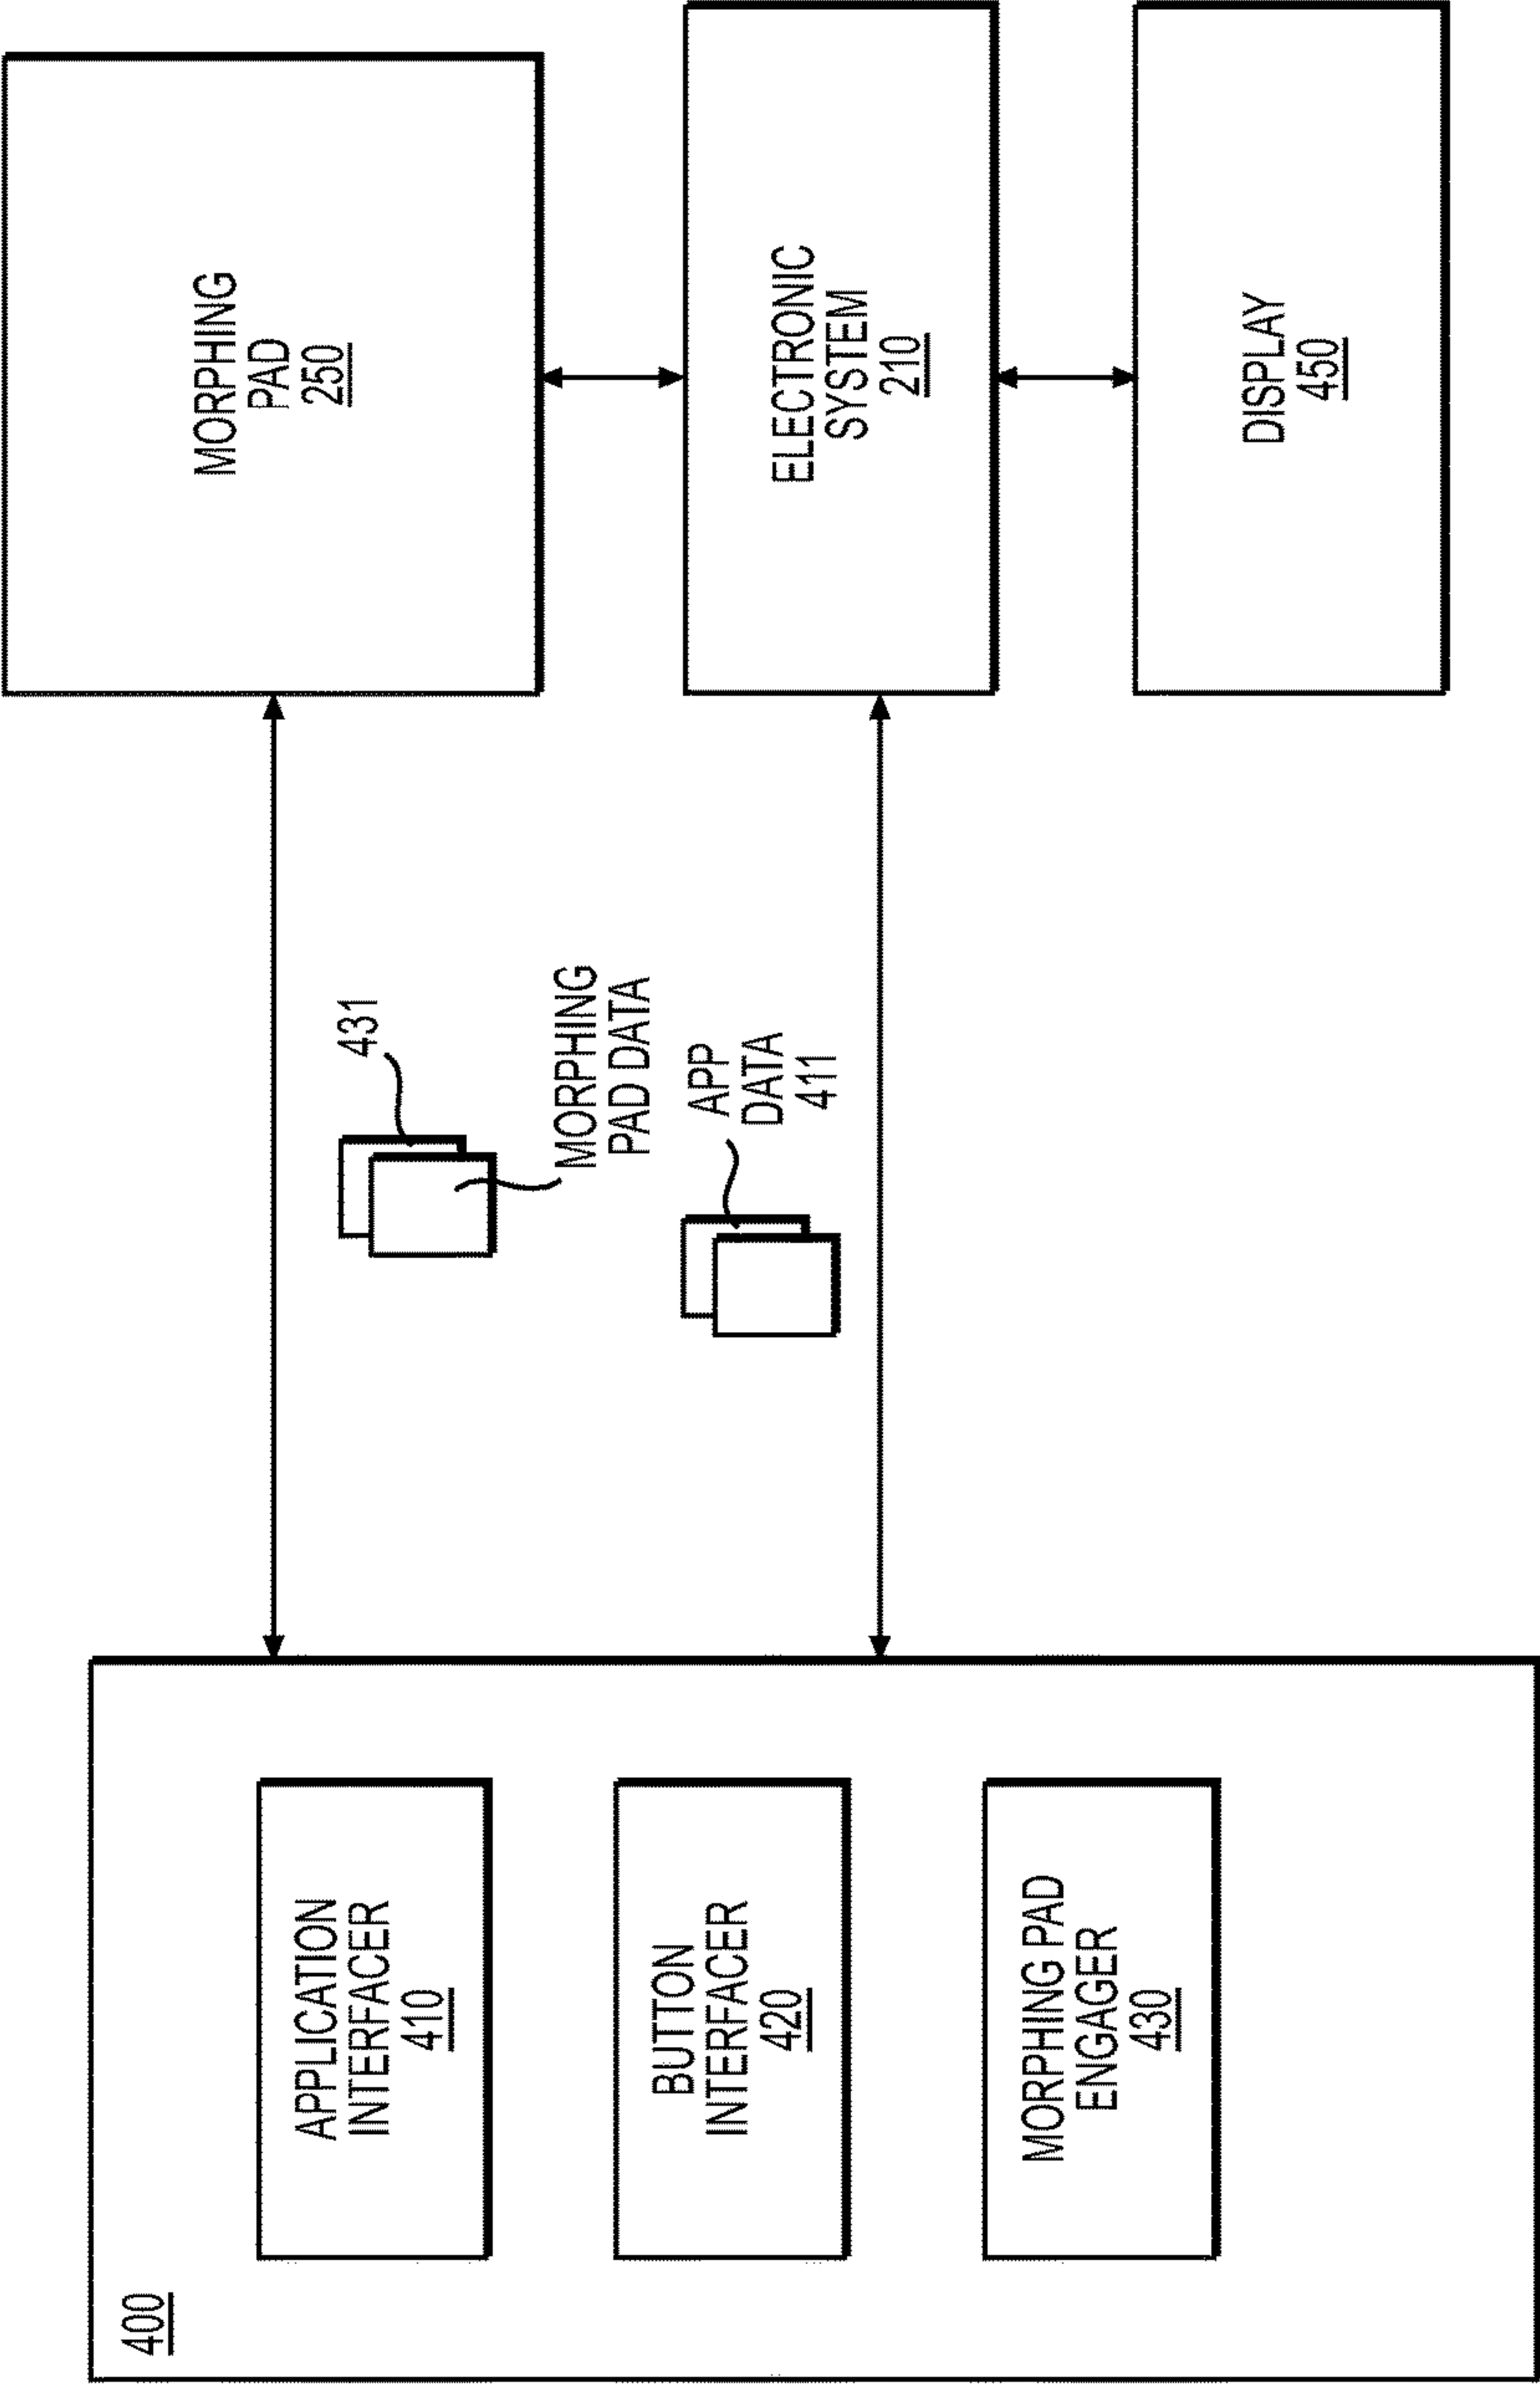 400
APPLICATION
INTERFACER
410
BUTTON
INTERFACER
420
MORPHING PAD
ENGAGER
430
431
MORPHING
PAD DATA
APP
DATA
411
MORPHING
PAD
250
ELECTRONIC
SYSTEM
210
DISPLAY
450